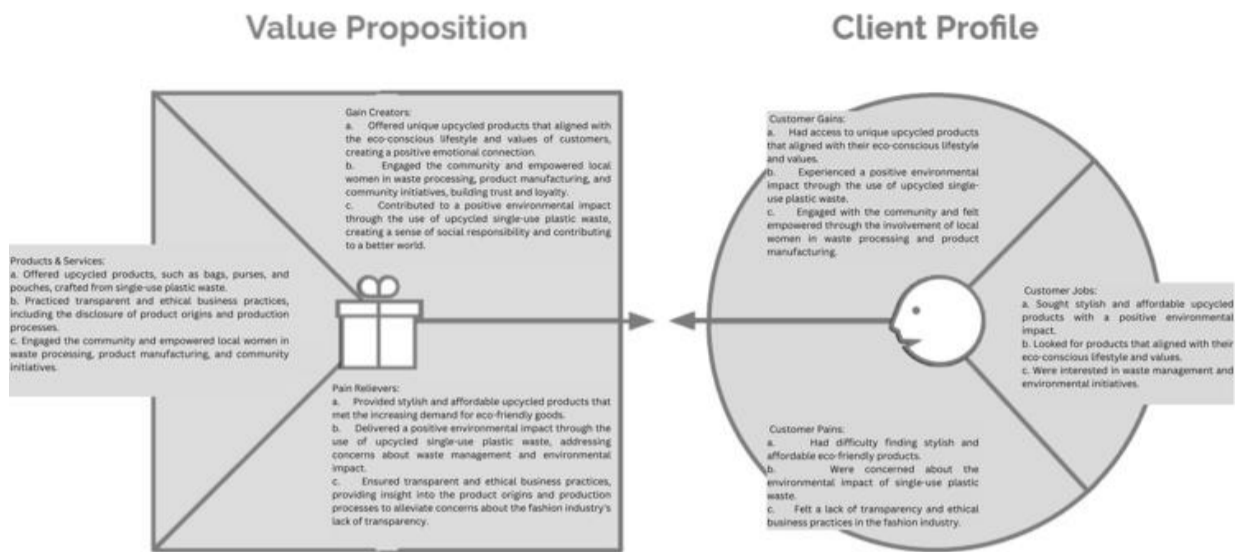 Value Proposition
Client Profile
Gain Creators:
a. Offered unique upcycled products that aligned with
the eco-conscious lifestyle and values of customers,
creating a positive emotional connection.
b. Engaged the community and empowered local
women in waste processing, product manufacturing, and
community initiatives, building trust and loyalty.
c. Contributed to a positive environmental impact
through the use of upcycled single-use plastic waste,
creating a sense of social responsibility and contributing
to a better world.
Products & Services:
a. Offered upcycled products, such as bags, purses, and
pouches, crafted from single-use plastic waste.
b. Practiced transparent and ethical business practices,
including the disclosure of product origins and production
processes.
c. Engaged the community and empowered local women in
waste processing, product manufacturing, and community
initiatives.
Pain Relievers:
a. Provided stylish and affordable upcycled products that
met the increasing demand for eco-friendly goods.
b. Delivered a positive environmental impact through the
use of upcycled single-use plastic waste, addressing
concerns about waste management and environmental
impact.
c. Ensured transparent and ethical business practices,
providing insight into the product origins and production
processes to alleviate concerns about the fashion industry's
lack of transparency.
Customer Gains:
a. Had access to unique upcycled products
that aligned with their eco-conscious lifestyle
and values.
b. Experienced a positive environmental
impact through the use of upcycled single-
use plastic waste.
c. Engaged with the community and felt
empowered through the involvement of local
women in waste processing and product
manufacturing.
Customer Jobs:
a. Sought stylish and affordable upcycled
products with a positive environmental
impact.
b. Looked for products that aligned with their
eco-conscious lifestyle and values.
c. Were interested in waste management and
environmental initiatives.
Customer Pains:
a. Had difficulty finding stylish and
affordable eco-friendly products.
b. Were concerned about the
environmental impact of single-use plastic
waste.
c. Felt a lack of transparency and ethical
business practices in the fashion industry.